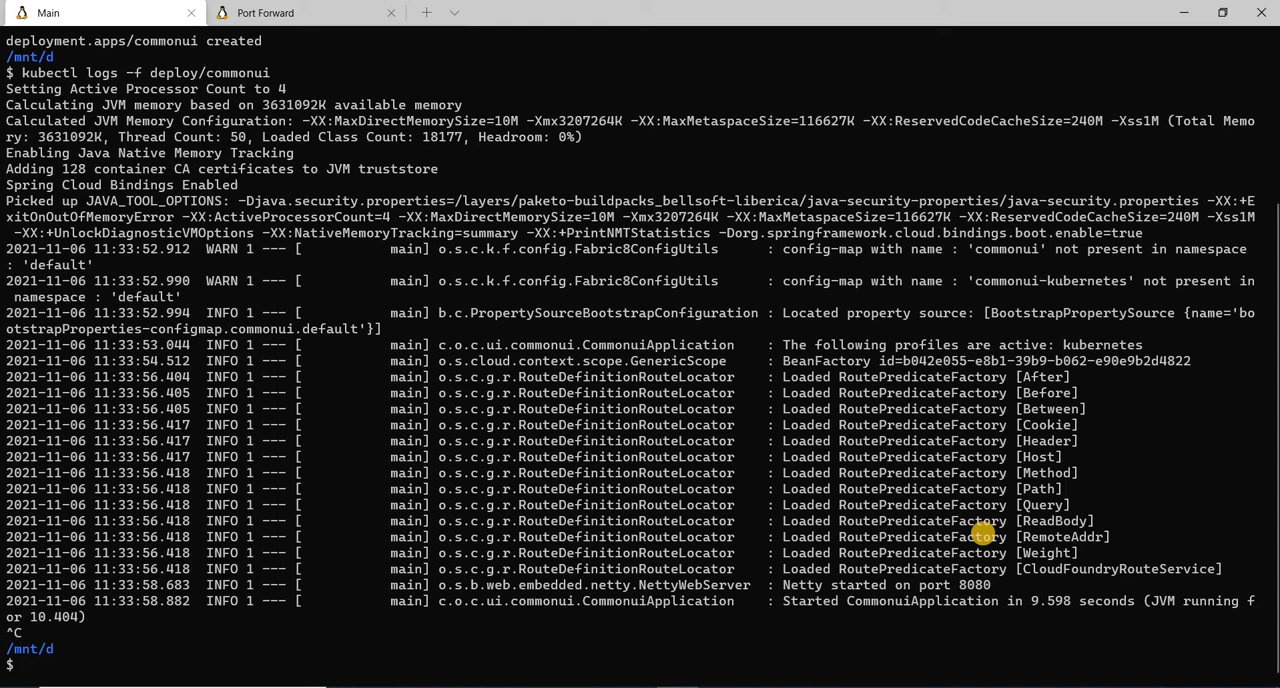 Main
Port Forward
deployment.apps/commonui created
/mnt/d
$ kubectl logs -f deploy/commonui
Setting Active Processor Count to 4
Calculating JVM memory based on 3631092K available memory
Calculated JVM Memory Configuration: -XX:MaxDirectMemorySize=10M -Xmx3207264K -XX:MaxMetaspaceSize=116627K -XX:ReservedCodeCacheSize=240M -Xss1M (Total Memo
ry: 3631092K, Thread Count: 50, Loaded Class Count: 18177, Headroom: 0%)
Enabling Java Native Memory Tracking
Adding 128 container CA certificates to JVM truststore
Spring Cloud Bindings Enabled
Picked up JAVA_TOOL_OPTIONS: -Djava.security.properties=/layers/paketo-buildpacks_bellsoft-liberica/java-security-properties/java-security.properties -XX:+E
xitOnOutOfMemoryError -XX:ActiveProcessorCount=4 -XX:MaxDirectMemorySize=10M -Xmx3207264K -XX:MaxMetaspaceSize=116627K -XX:ReservedCodeCacheSize=240M -Xss1M
-XX:+UnlockDiagnosticVMOptions -XX:NativeMemoryTracking=summary -XX:+PrintNMTStatistics -Dorg.springframework.cloud.bindings.boot.enable=true
2021-11-06 11:33:52.912  WARN 1 --- [           main] o.s.c.k.f.config.Fabric8ConfigUtils      : config-map with name : 'commonui' not present in namespace
: 'default'
2021-11-06 11:33:52.990  WARN 1 --- [           main] o.s.c.k.f.config.Fabric8ConfigUtils      : config-map with name : 'commonui-kubernetes' not present in
namespace : 'default'
2021-11-06 11:33:52.994  INFO 1 --- [           main] b.c.PropertySourceBootstrapConfiguration : Located property source: [BootstrapPropertySource {name='bo
otstrapProperties-configmap.commonui.default'}]
2021-11-06 11:33:53.044  INFO 1 --- [           main] c.o.c.ui.commonui.CommonuiApplication    : The following profiles are active: kubernetes
2021-11-06 11:33:54.512  INFO 1 --- [           main] o.s.cloud.context.scope.GenericScope     : BeanFactory id=b042e055-e8b1-39b9-b062-e90e9b2d4822
2021-11-06 11:33:56.404  INFO 1 --- [           main] o.s.c.g.r.RouteDefinitionRouteLocator    : Loaded RoutePredicateFactory [After]
2021-11-06 11:33:56.405  INFO 1 --- [           main] o.s.c.g.r.RouteDefinitionRouteLocator    : Loaded RoutePredicateFactory [Before]
2021-11-06 11:33:56.405  INFO 1 --- [           main] o.s.c.g.r.RouteDefinitionRouteLocator    : Loaded RoutePredicateFactory [Between]
2021-11-06 11:33:56.417  INFO 1 --- [           main] o.s.c.g.r.RouteDefinitionRouteLocator    : Loaded RoutePredicateFactory [Cookie]
2021-11-06 11:33:56.417  INFO 1 --- [           main] o.s.c.g.r.RouteDefinitionRouteLocator    : Loaded RoutePredicateFactory [Header]
2021-11-06 11:33:56.417  INFO 1 --- [           main] o.s.c.g.r.RouteDefinitionRouteLocator    : Loaded RoutePredicateFactory [Host]
2021-11-06 11:33:56.418  INFO 1 --- [           main] o.s.c.g.r.RouteDefinitionRouteLocator    : Loaded RoutePredicateFactory [Method]
2021-11-06 11:33:56.418  INFO 1 --- [           main] o.s.c.g.r.RouteDefinitionRouteLocator    : Loaded RoutePredicateFactory [Path]
2021-11-06 11:33:56.418  INFO 1 --- [           main] o.s.c.g.r.RouteDefinitionRouteLocator    : Loaded RoutePredicateFactory [Query]
2021-11-06 11:33:56.418  INFO 1 --- [           main] o.s.c.g.r.RouteDefinitionRouteLocator    : Loaded RoutePredicateFactory [ReadBody]
2021-11-06 11:33:56.418  INFO 1 --- [           main] o.s.c.g.r.RouteDefinitionRouteLocator    : Loaded RoutePredicateFactory [RemoteAddr]
2021-11-06 11:33:56.418  INFO 1 --- [           main] o.s.c.g.r.RouteDefinitionRouteLocator    : Loaded RoutePredicateFactory [Weight]
2021-11-06 11:33:56.418  INFO 1 --- [           main] o.s.c.g.r.RouteDefinitionRouteLocator    : Loaded RoutePredicateFactory [CloudFoundryRouteService]
2021-11-06 11:33:58.683  INFO 1 --- [           main] o.s.b.web.embedded.netty.NettyWebServer  : Netty started on port 8080
2021-11-06 11:33:58.882  INFO 1 --- [           main] c.o.c.ui.commonui.CommonuiApplication    : Started CommonuiApplication in 9.598 seconds (JVM running f
or 10.404)
^C
/mnt/d
$